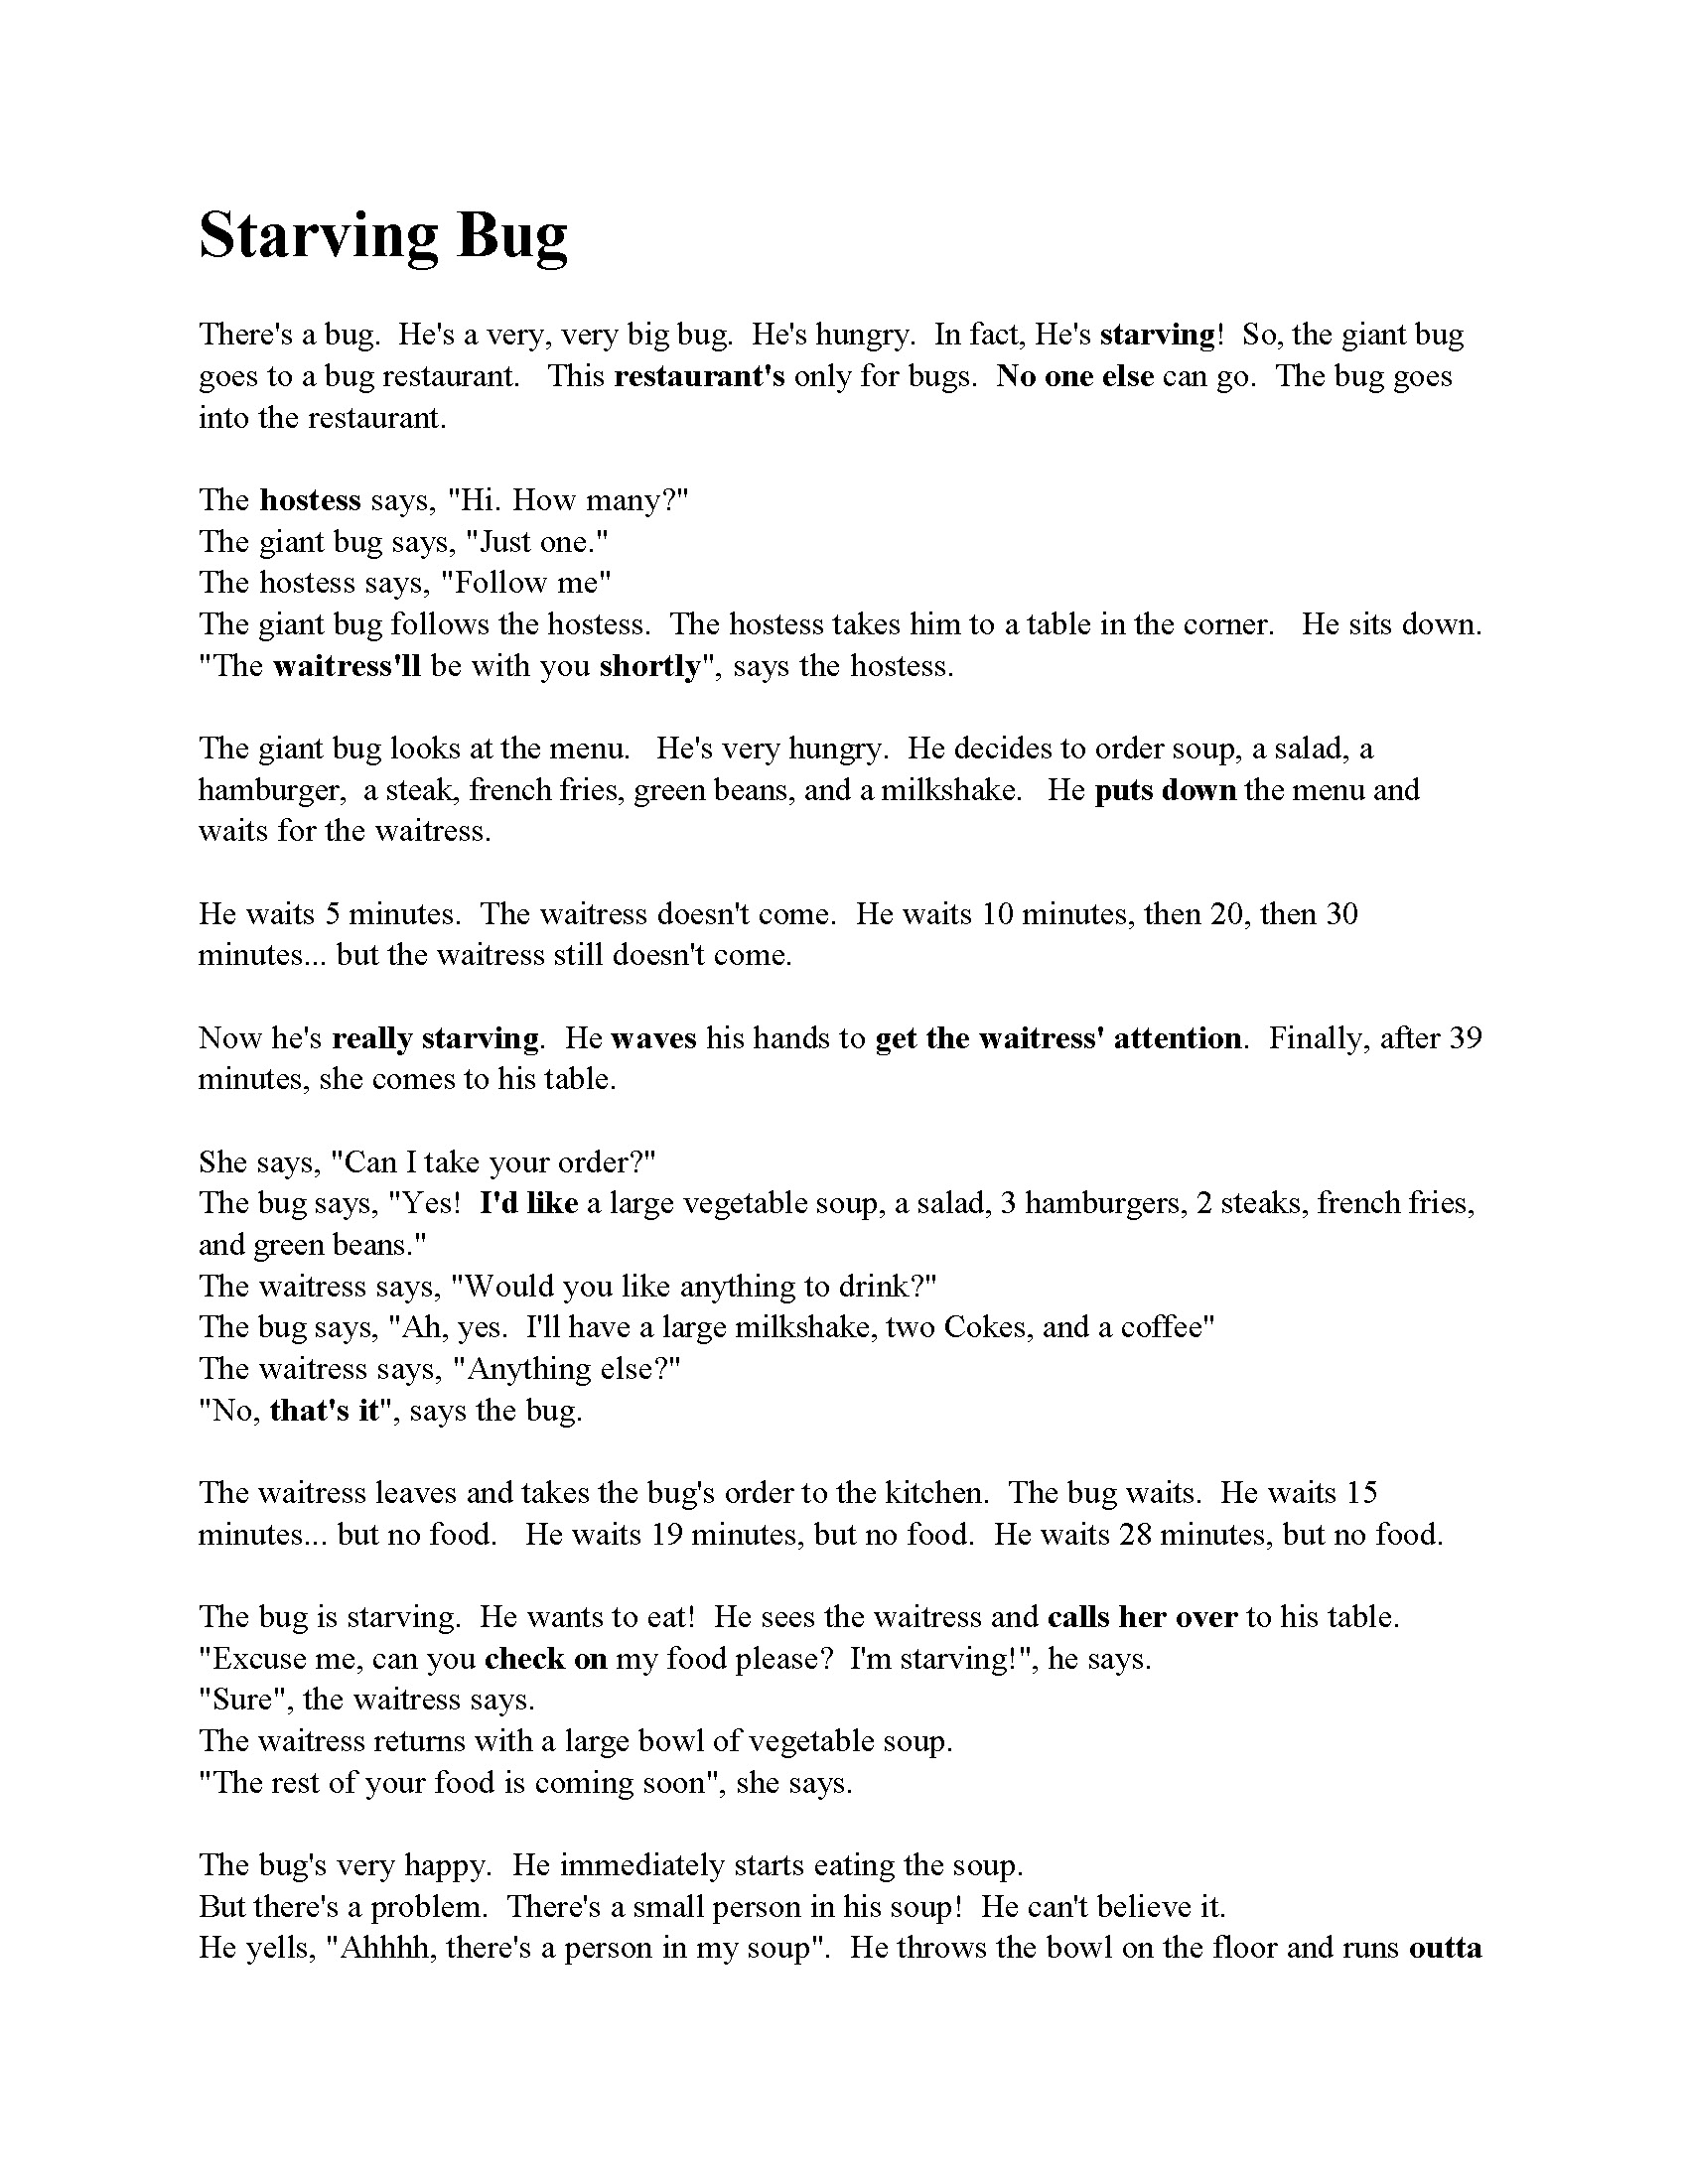 Starving Bug
There's a bug.  He's a very, very big bug.  He's hungry.  In fact, He's starving!  So, the giant bug
goes to a bug restaurant.   This restaurant's only for bugs.  No one else can go.  The bug goes
into the restaurant.
The hostess says, "Hi. How many?"
The giant bug says, "Just one."
The hostess says, "Follow me"
The giant bug follows the hostess.  The hostess takes him to a table in the corner.   He sits down.
"The waitress'll be with you shortly", says the hostess.
The giant bug looks at the menu.   He's very hungry.  He decides to order soup, a salad, a
hamburger,  a steak, french fries, green beans, and a milkshake.   He puts down the menu and
waits for the waitress.
He waits 5 minutes.  The waitress doesn't come.  He waits 10 minutes, then 20, then 30
minutes... but the waitress still doesn't come.
Now he's really starving.  He waves his hands to get the waitress' attention.  Finally, after 39
minutes, she comes to his table.
She says, "Can I take your order?"
The bug says, "Yes!  I'd like a large vegetable soup, a salad, 3 hamburgers, 2 steaks, french fries,
and green beans."
The waitress says, "Would you like anything to drink?"
The bug says, "Ah, yes.  I'll have a large milkshake, two Cokes, and a coffee"
The waitress says, "Anything else?"
"No, that's it", says the bug.
The waitress leaves and takes the bug's order to the kitchen.  The bug waits.  He waits 15
minutes... but no food.   He waits 19 minutes, but no food.  He waits 28 minutes, but no food.
The bug is starving.  He wants to eat!  He sees the waitress and calls her over to his table.
"Excuse me, can you check on my food please?  I'm starving!", he says.
"Sure", the waitress says.
The waitress returns with a large bowl of vegetable soup.
"The rest of your food is coming soon", she says.
The bug's very happy.  He immediately starts eating the soup.
But there's a problem.  There's a small person in his soup!  He can't believe it.
He yells, "Ahhhh, there's a person in my soup".  He throws the bowl on the floor and runs outta